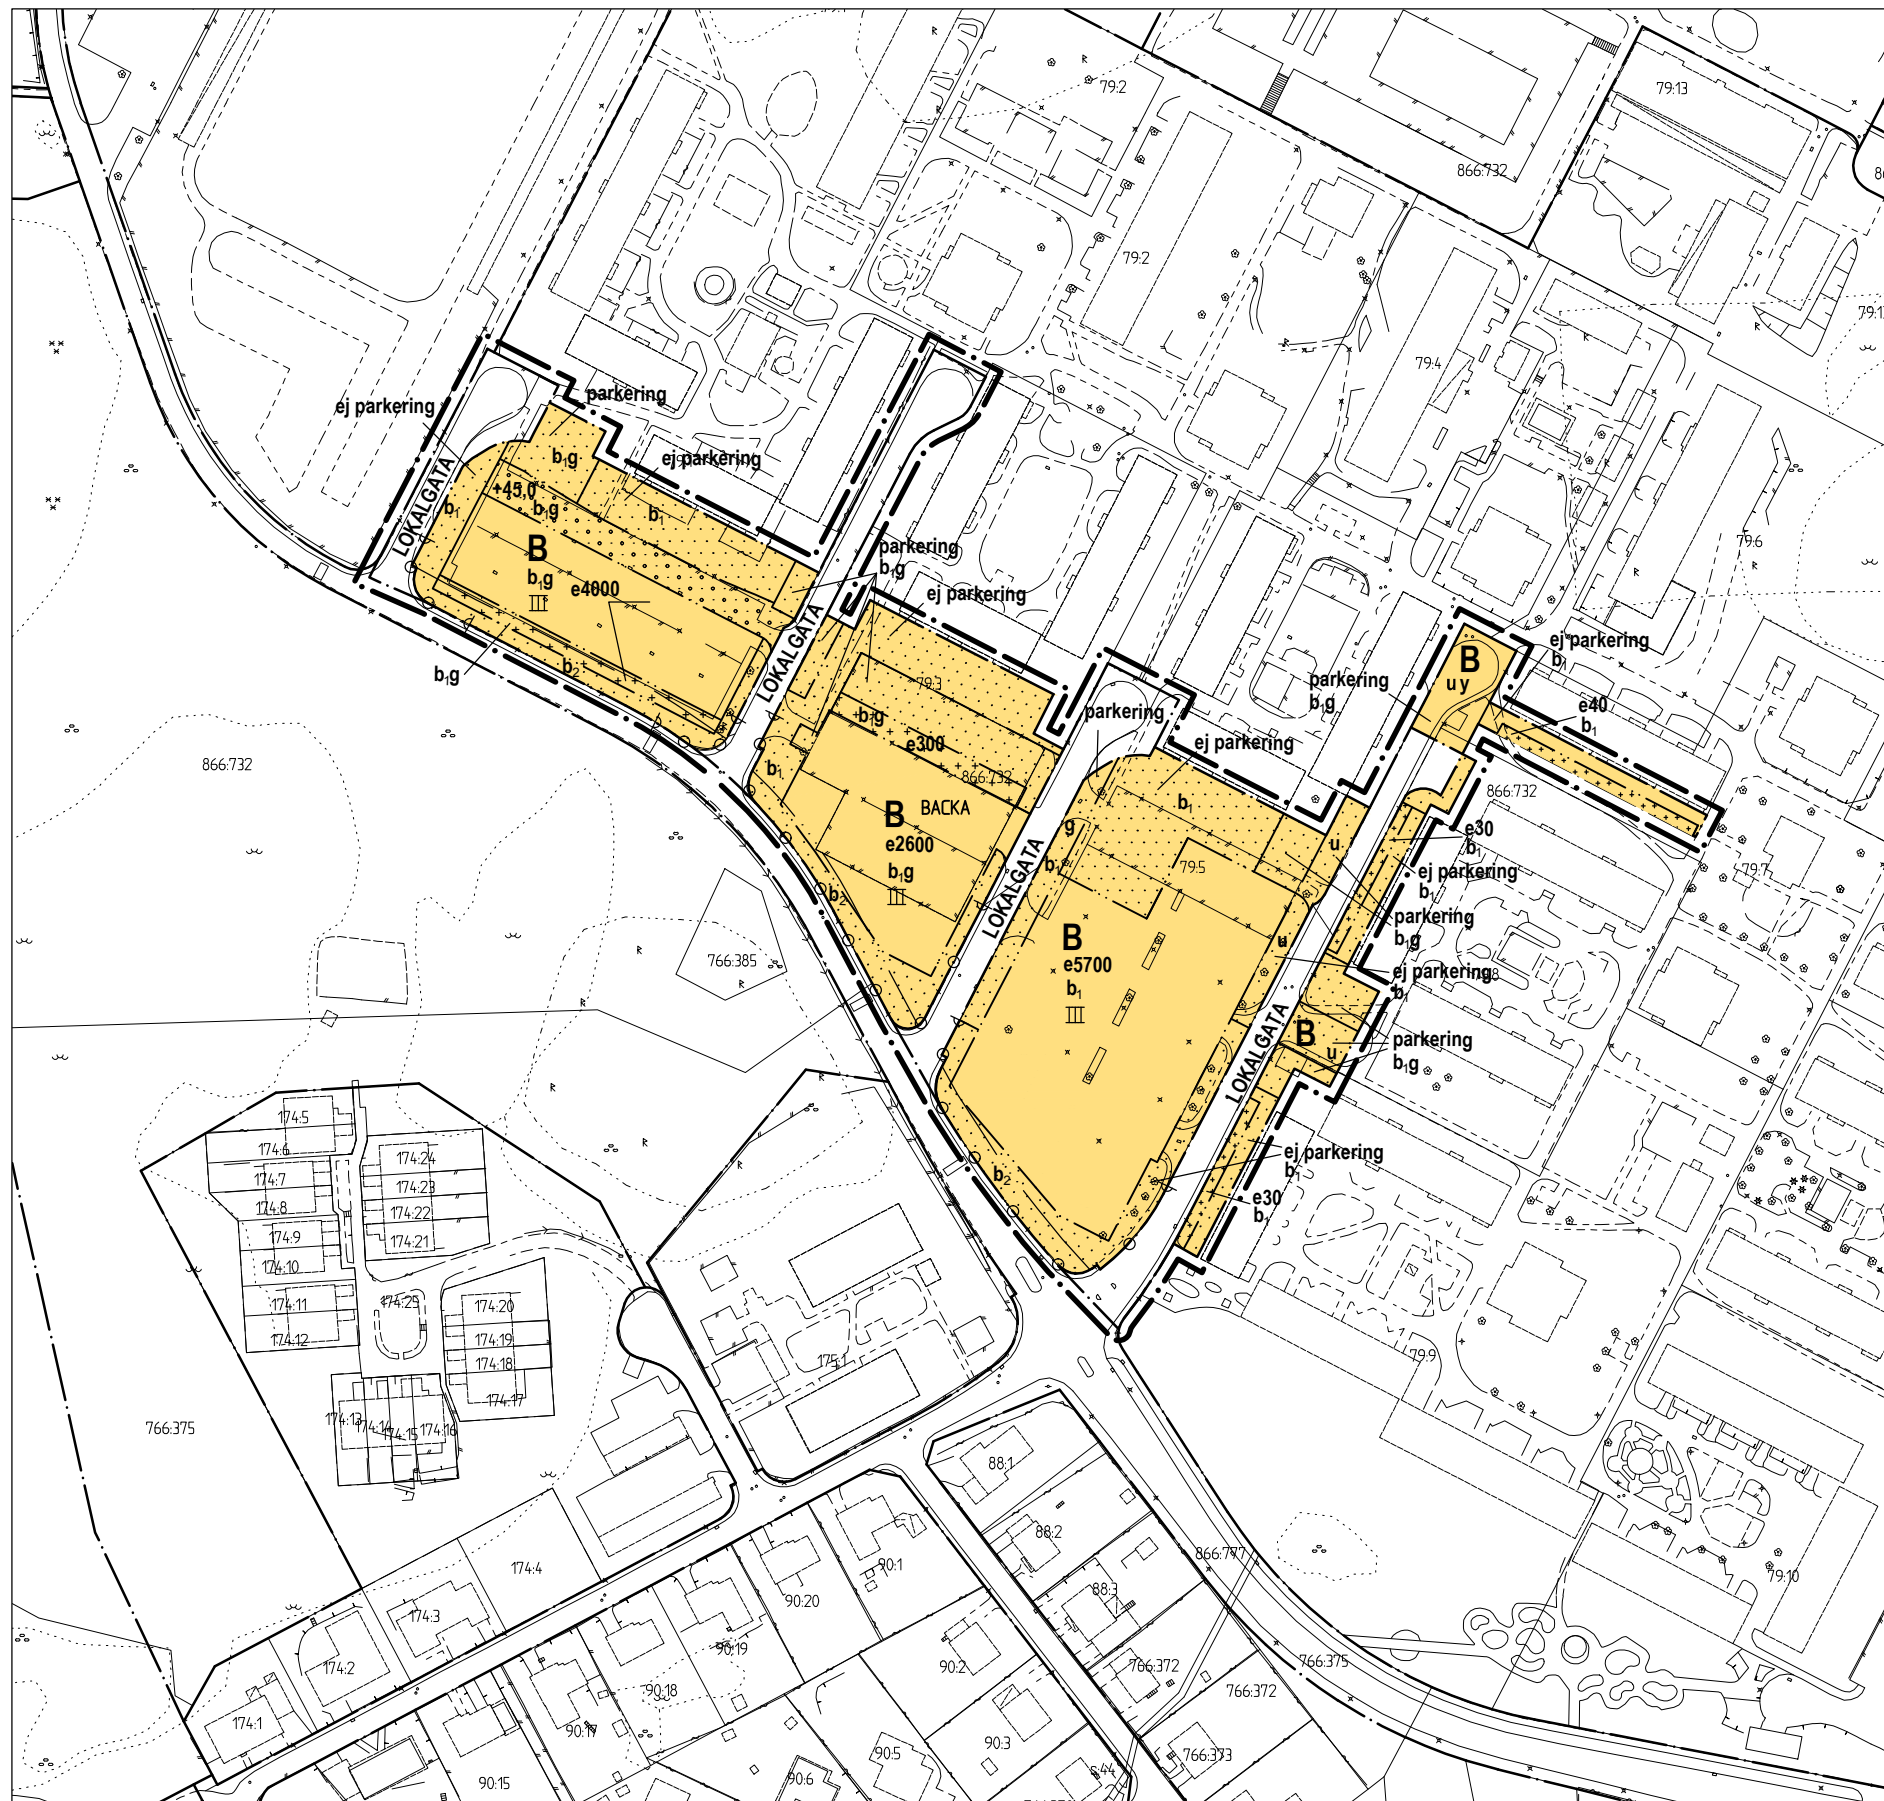 79:2
79:13
866:732
79:2
79:4
parkering
ej parkering
b₁g
ej parkering
+45,0
b₁
b₁g
b₁
LOKALGATA
B
b₁g
III
e4000
parkering
b₁g
ej parkering
79:6
b₁g
b₂
LOKALGATA
79:3
b₁g
e300
866:732
b₁
B
BACKA
e2600
b₁g
III
b₂
parkering
ej parkering
parkering
b₁g
B
u y
ej parkering
b₁
e40
b₁
866:732
b₁
g
79:5
u
e30
b₁
ej parkering
b₁
79:7
LOKALGATA
B
e5700
b₁
III
u
parkering
b₁g
ej parkering
b₁
B
u
parkering
b₁g
LOKALGATA
b₂
ej parkering
b₁
e30
b₁
866:732
766:385
174:5
174:6
174:7
174:8
174:9
174:10
174:11
174:12
174:24
174:23
174:22
174:21
174:25
174:20
174:19
174:18
174:17
174:13
174:14
174:15
174:16
175:1
79:9
766:375
88:1
88:2
88:3
866:777
79:10
174:4
174:3
174:2
174:1
90:1
90:20
90:19
90:18
90:17
90:15
90:2
90:3
90:5
90:6
766:372
766:372
766:373
766:375
s:44